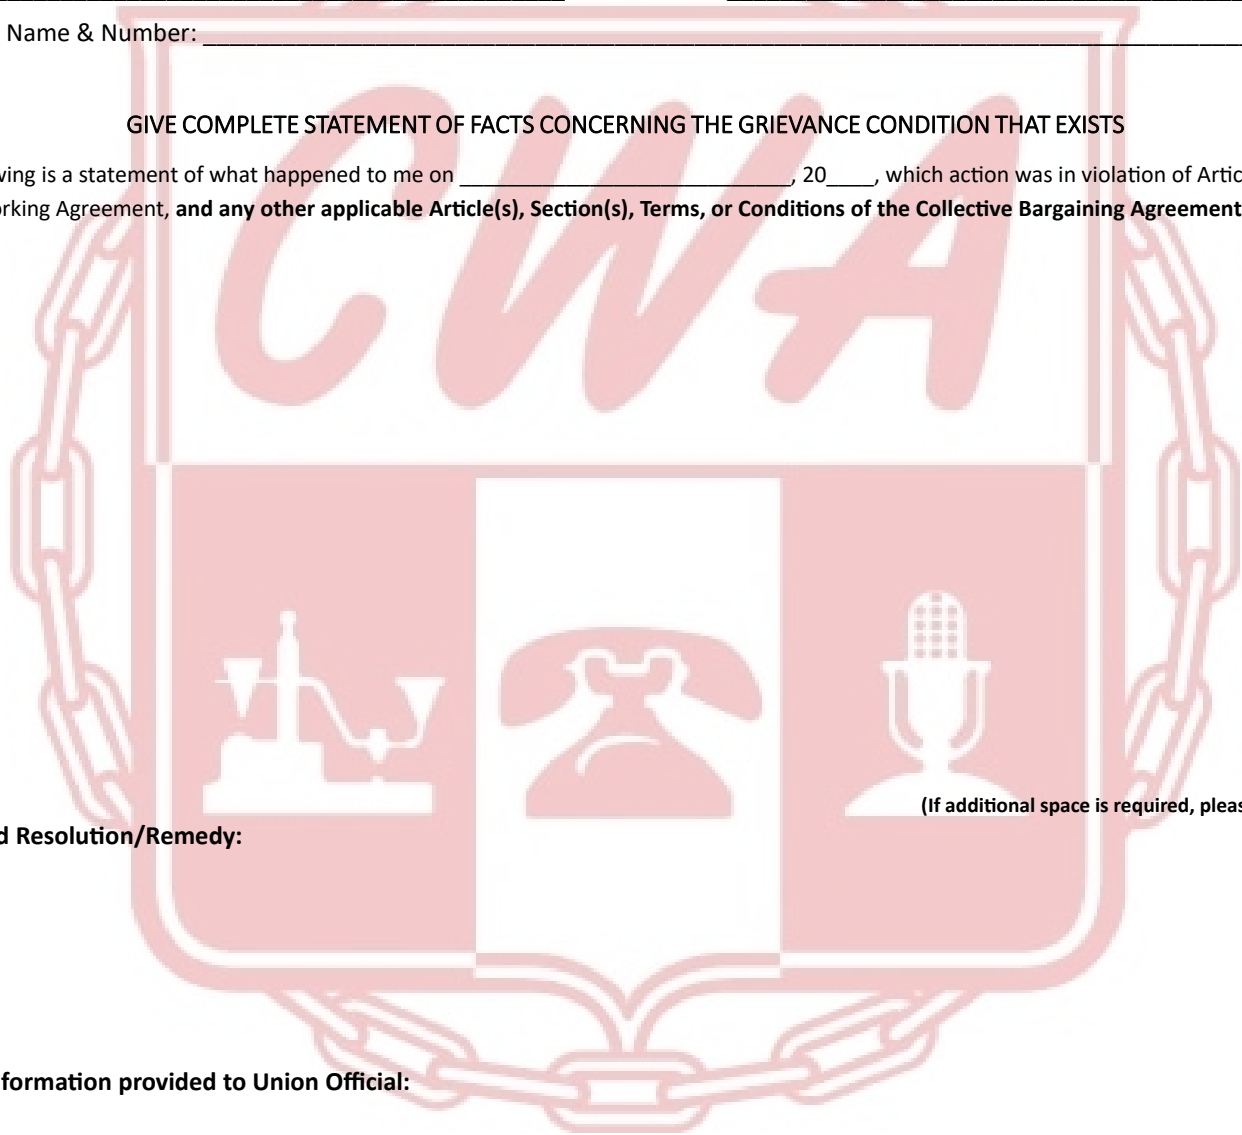 Name & Number: ______________________________
GIVE COMPLETE STATEMENT OF FACTS CONCERNING THE GRIEVANCE CONDITION THAT EXISTS
wing is a statement of what happened to me on ____________________, 20____, which action was in violation of Artic
orking Agreement, and any other applicable Article(s), Section(s), Terms, or Conditions of the Collective Bargaining Agreement
CWA
(If additional space is required, pleas
d Resolution/Remedy:
formation provided to Union Official: